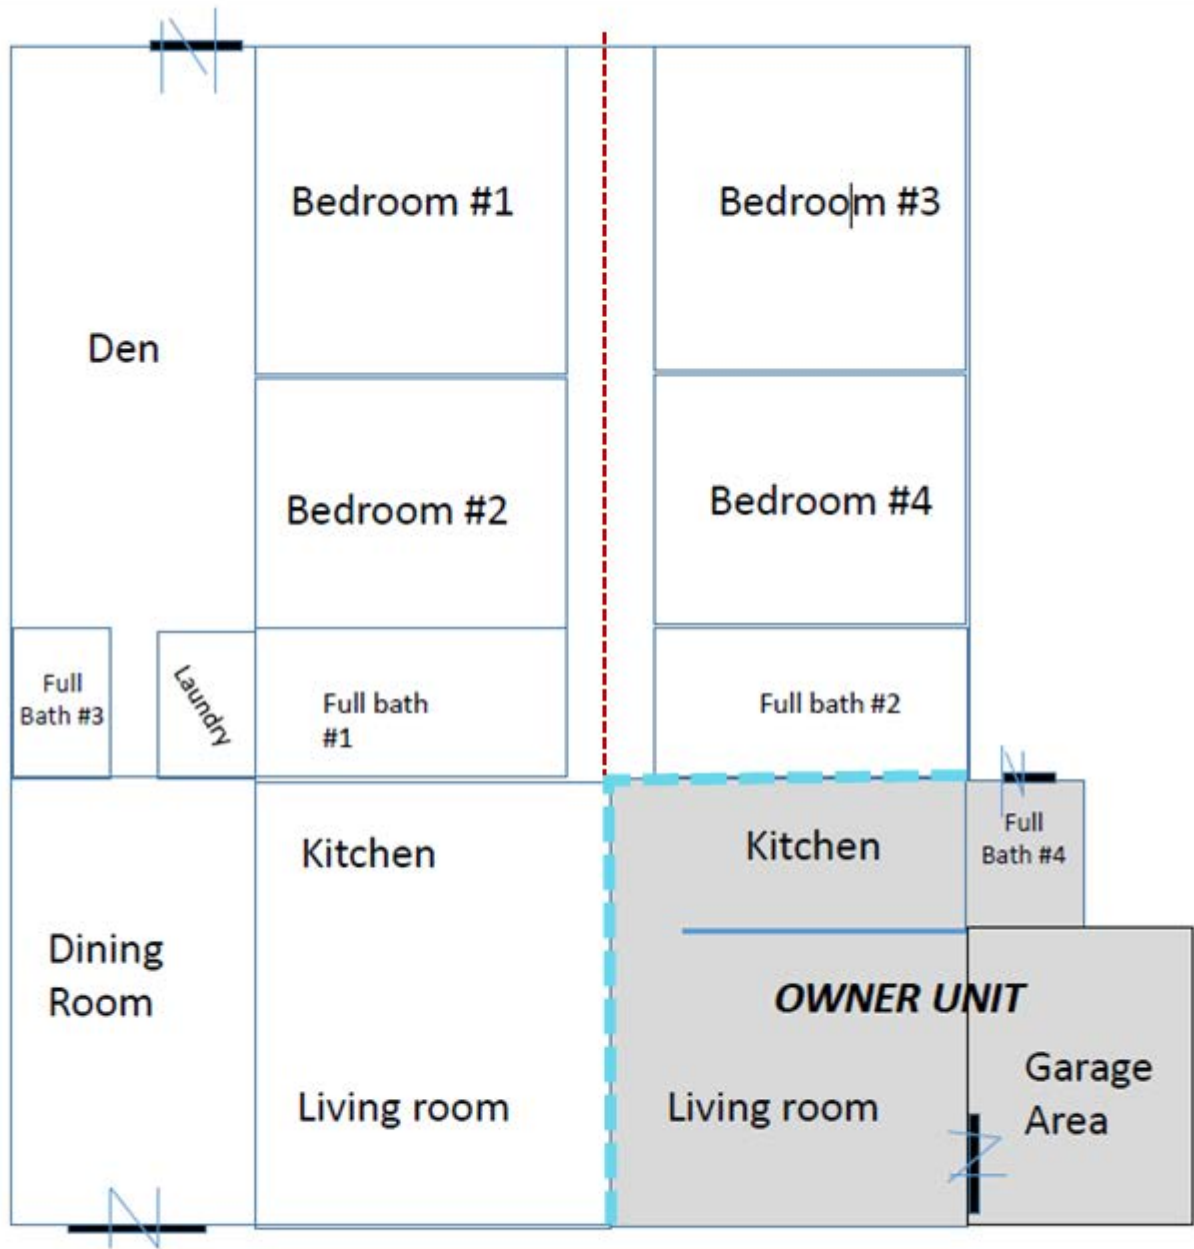 Bedroom #1
Bedroom #3
Den
Bedroom #2
Bedroom #4
Full
Bath #3
Laundry
Full bath
#1
Full bath #2
Kitchen
Kitchen
Full
Bath #4
Dining
Room
OWNER UNIT
Living room
Living room
Garage
Area